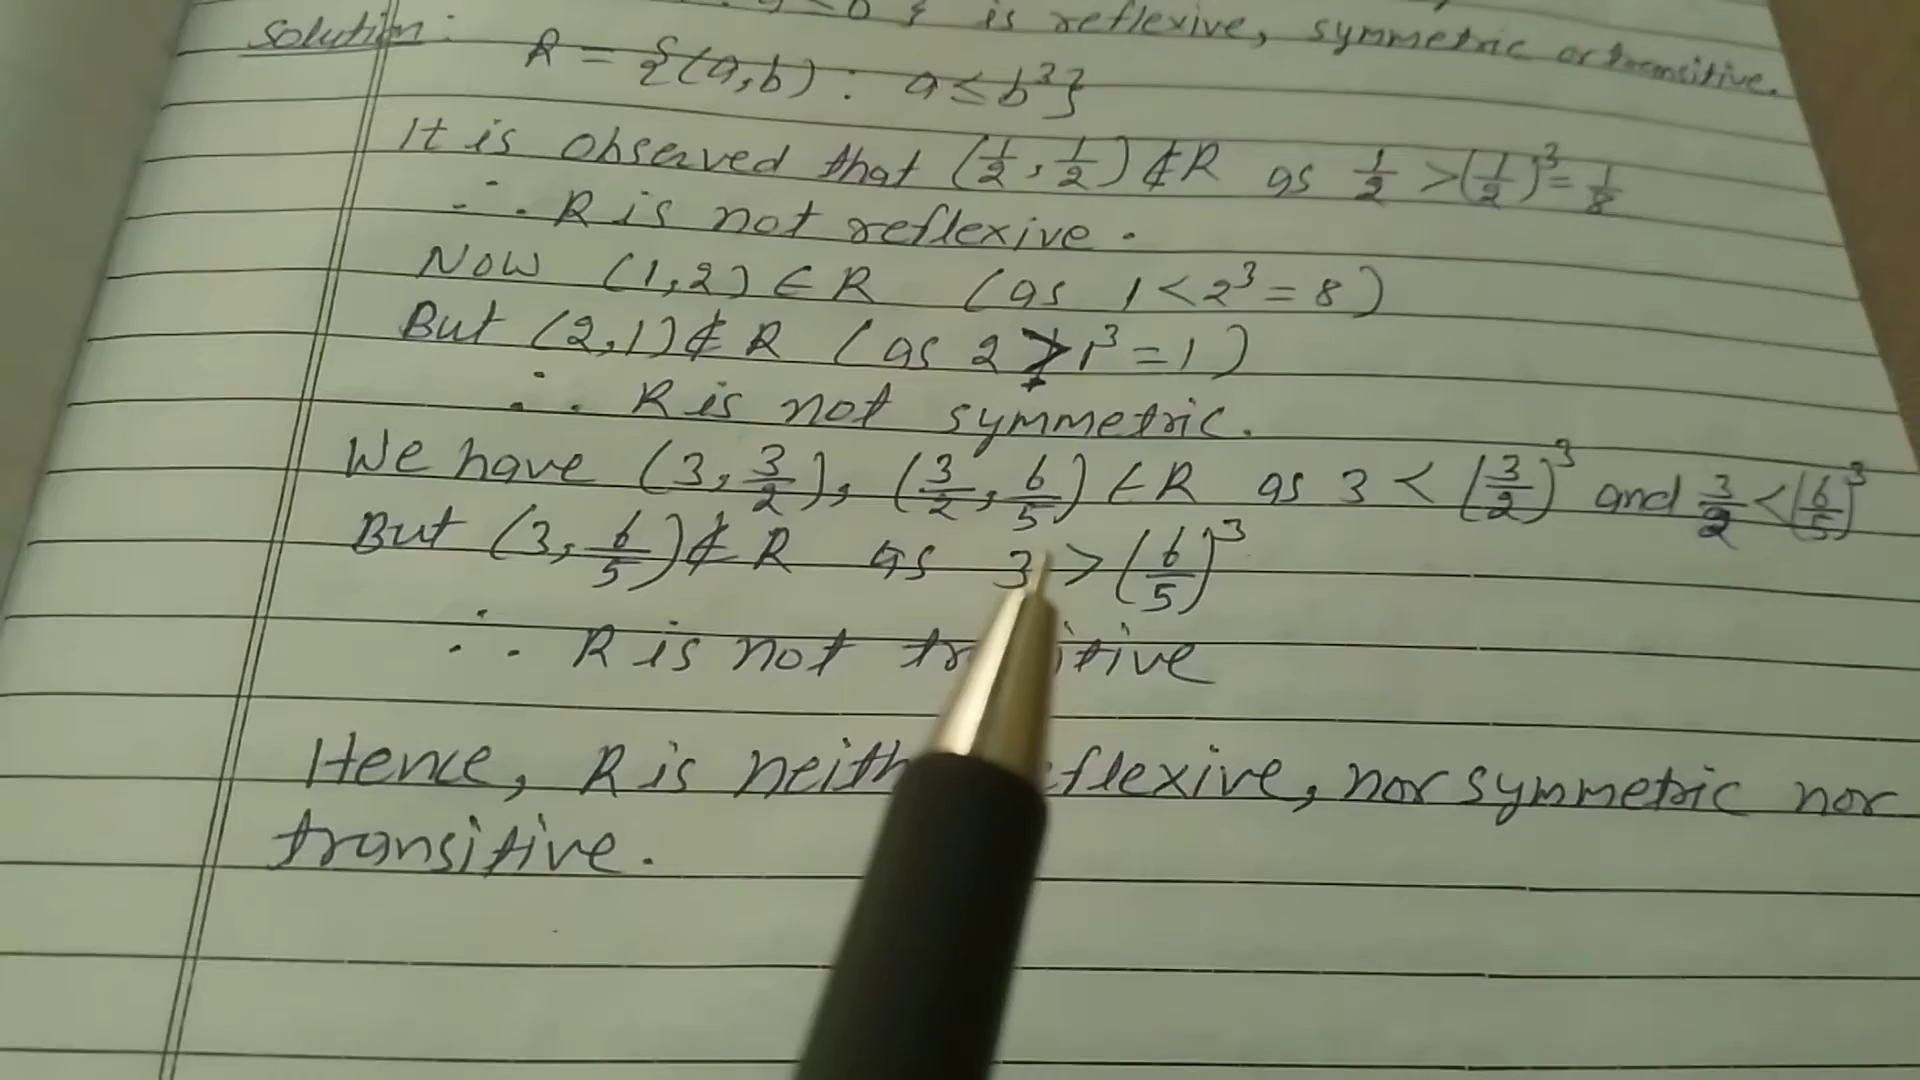 is reflexive, symmetric or transitive.
Solution: R = {(a,b) : a ≤ b³}
It is observed that (1/2, 1/2) ∉ R as 1/2 > (1/2)³ = 1/8
∴ R is not reflexive.
Now (1,2) ∈ R (as 1 < 2³ = 8)
But (2,1) ∉ R (as 2 > 1³ = 1)
∴ R is not symmetric.
We have (3, 3/2), (3/2, 6/5) ∈ R as 3 < (3/2)³ and 3/2 < (6/5)³
But (3, 6/5) ∉ R as 3 > (6/5)³
∴ R is not tr itive
Hence, R is neith eflexive, nor symmetric nor
transitive.